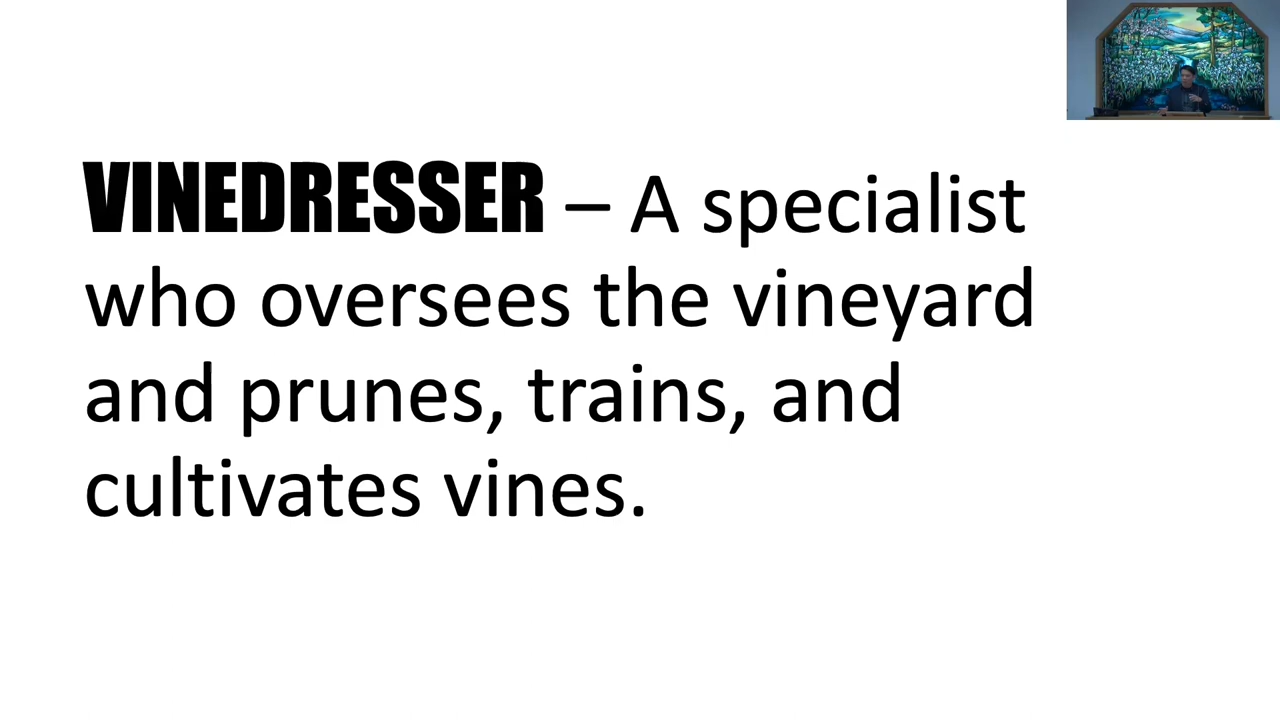 VINEDRESSER – A specialist
who oversees the vineyard
and prunes, trains, and
cultivates vines.